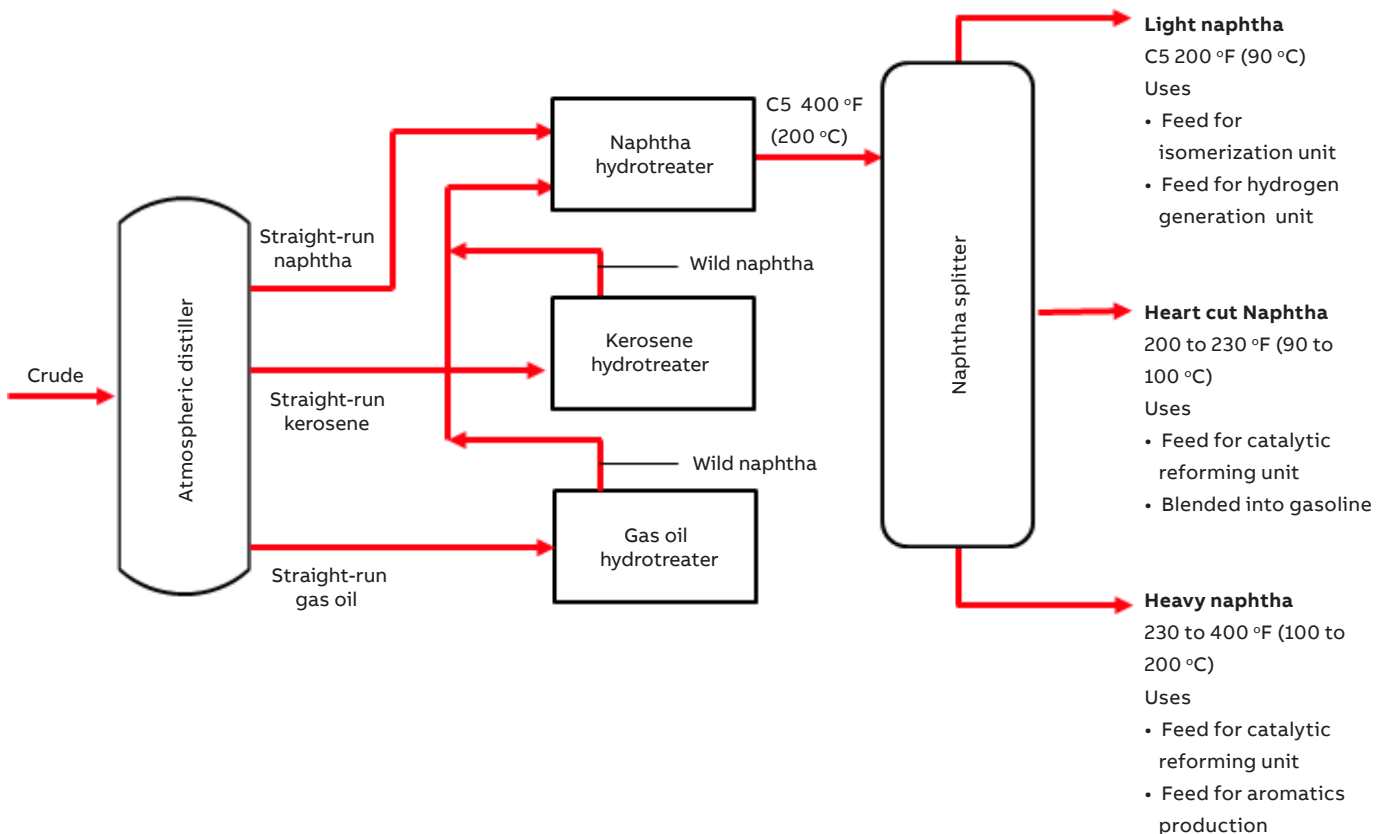 Crude
Atmospheric distiller
Straight-run
naphtha
Straight-run
kerosene
Straight-run
gas oil
Naphtha
hydrotreater
Wild naphtha
Kerosene
hydrotreater
Wild naphtha
Gas oil
hydrotreater
C5 400 °F
(200 °C)
Naphtha splitter
Light naphtha
C5 200 °F (90 °C)
Uses
• Feed for
isomerization unit
• Feed for hydrogen
generation unit
Heart cut Naphtha
200 to 230 °F (90 to
100 °C)
Uses
• Feed for catalytic
reforming unit
• Blended into gasoline
Heavy naphtha
230 to 400 °F (100 to
200 °C)
Uses
• Feed for catalytic
reforming unit
• Feed for aromatics
production